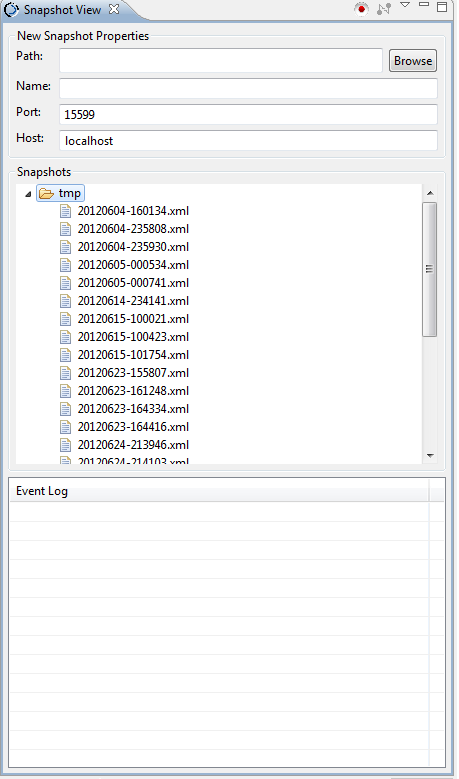 Snapshot View
New Snapshot Properties
Path:
Browse
Name:
Port: 15599
Host: localhost
Snapshots
tmp
20120604-160134.xml
20120604-235808.xml
20120604-235930.xml
20120605-000534.xml
20120605-000741.xml
20120614-234141.xml
20120615-100021.xml
20120615-100423.xml
20120615-101754.xml
20120623-155807.xml
20120623-161248.xml
20120623-164334.xml
20120623-164416.xml
20120624-213946.xml
20120624-214103.xml
Event Log